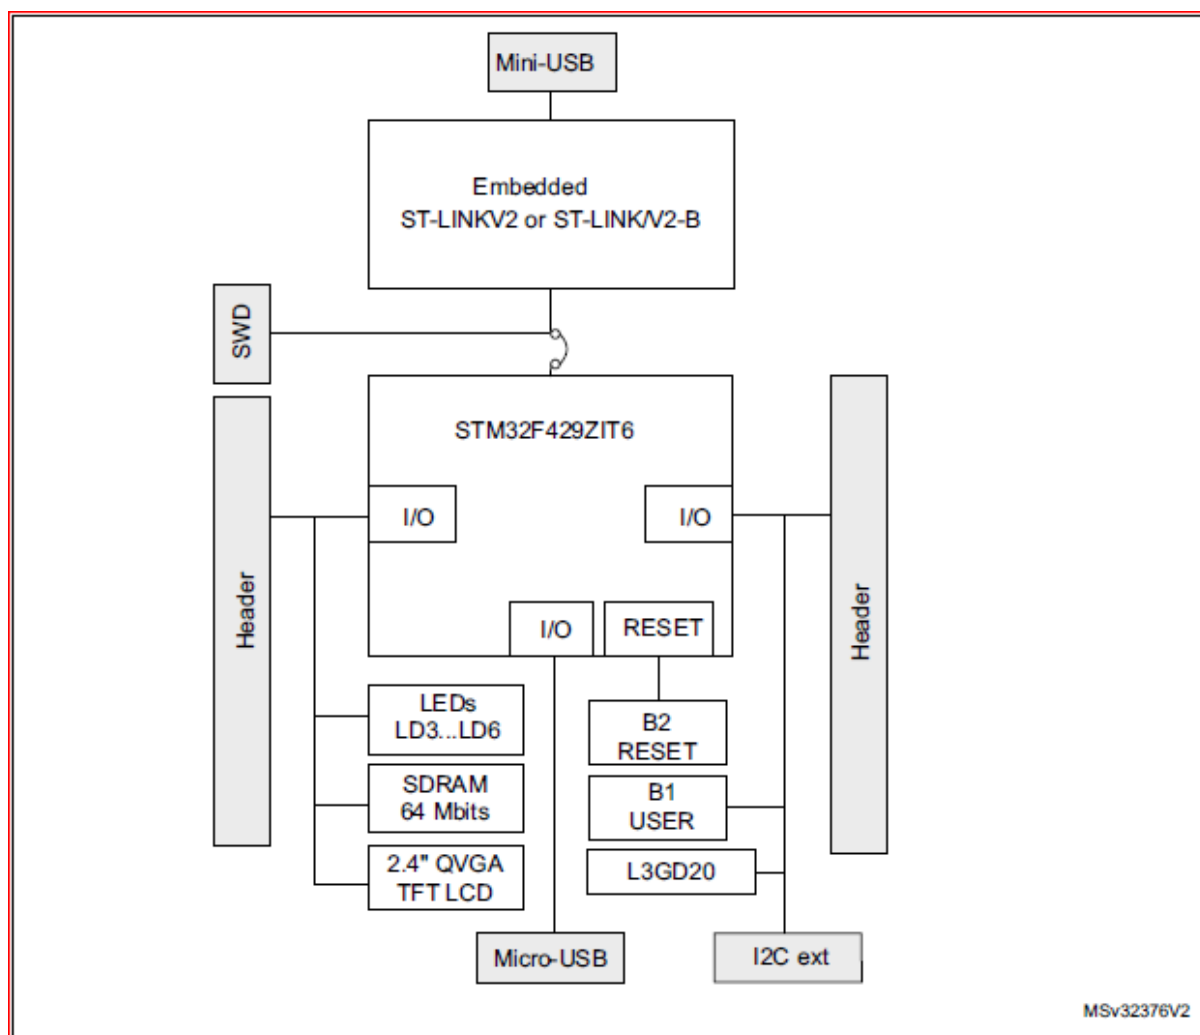 Mini-USB
Embedded
ST-LINKV2 or ST-LINK/V2-B
SWD
STM32F429ZIT6
I/O
I/O
Header
Header
I/O
RESET
LEDs
LD3...LD6
B2
RESET
SDRAM
64 Mbits
B1
USER
2.4" QVGA
TFT LCD
L3GD20
Micro-USB
I2C ext
MSv32376V2